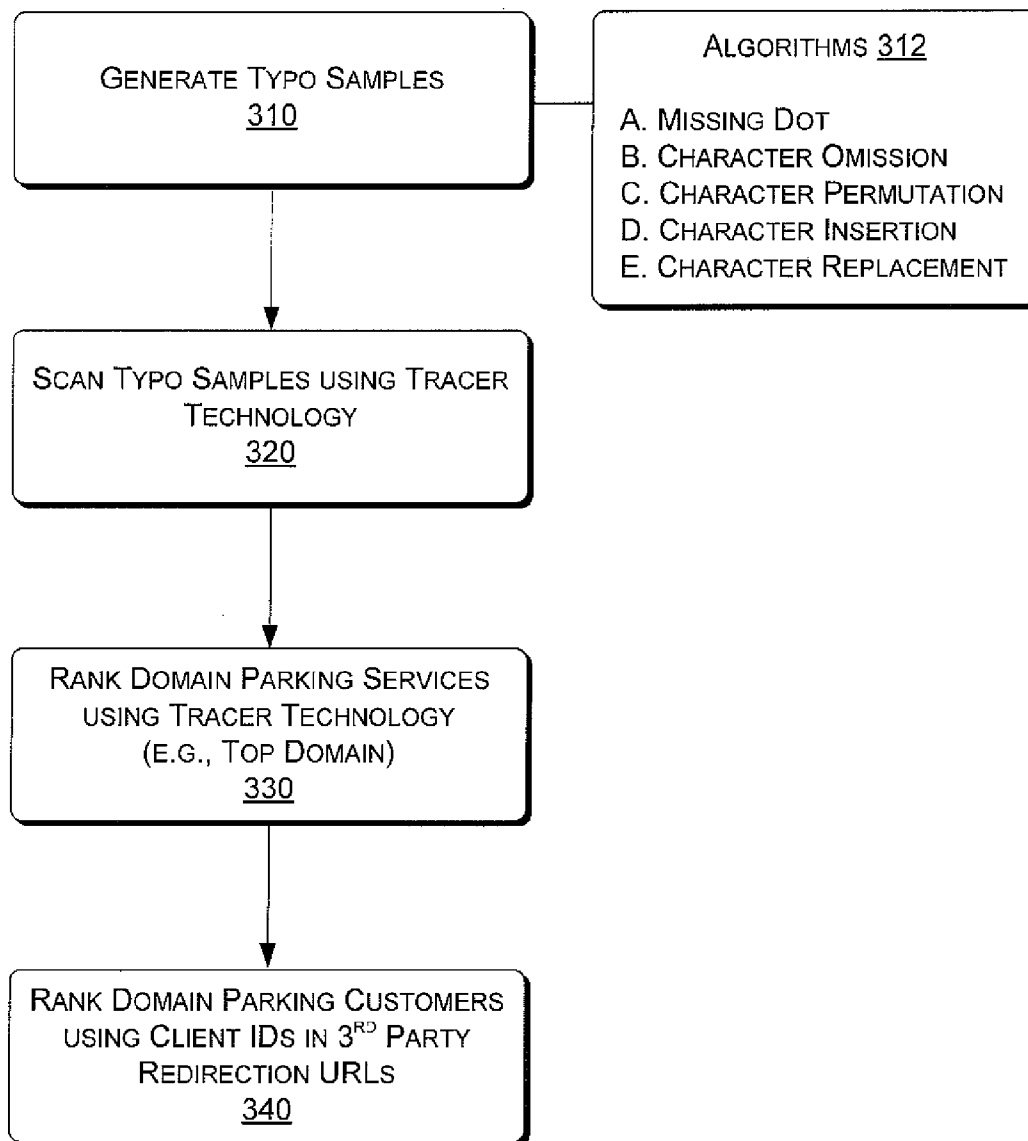 GENERATE TYPO SAMPLES
310
ALGORITHMS 312
A. MISSING DOT
B. CHARACTER OMISSION
C. CHARACTER PERMUTATION
D. CHARACTER INSERTION
E. CHARACTER REPLACEMENT
SCAN TYPO SAMPLES USING TRACER
TECHNOLOGY
320
RANK DOMAIN PARKING SERVICES
USING TRACER TECHNOLOGY
(E.G., TOP DOMAIN)
330
RANK DOMAIN PARKING CUSTOMERS
USING CLIENT IDS IN 3RD PARTY
REDIRECTION URLS
340